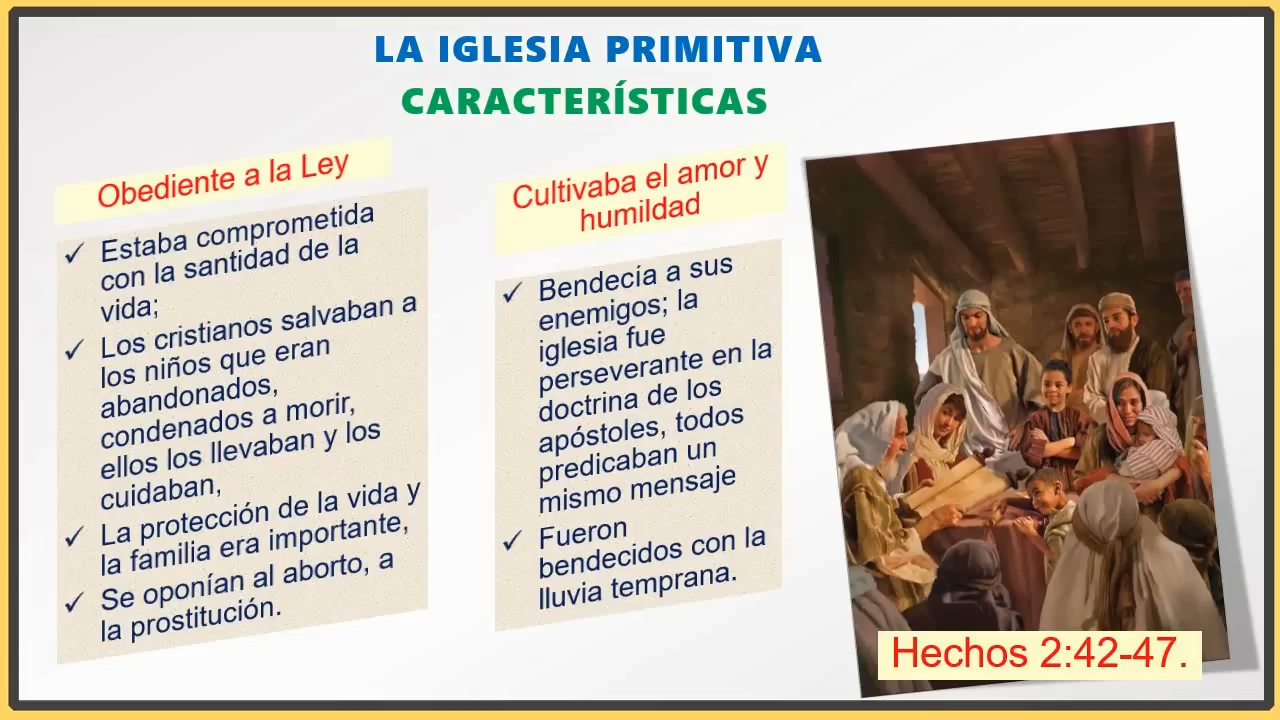 LA IGLESIA PRIMITIVA
CARACTERÍSTICAS
Obediente a la Ley
✓ Estaba comprometida
con la santidad de la
vida;
✓ Los cristianos salvaban a
los niños que eran
abandonados,
condenados a morir,
ellos los llevaban y los
cuidaban,
✓ La protección de la vida y
la familia era importante,
✓ Se oponían al aborto, a
la prostitución.
Cultivaba el amor y
humildad
✓ Bendecía a sus
enemigos; la
iglesia fue
perseverante en la
doctrina de los
apóstoles, todos
predicaban un
mismo mensaje
✓ Fueron
bendecidos con la
lluvia temprana.
Hechos 2:42-47.